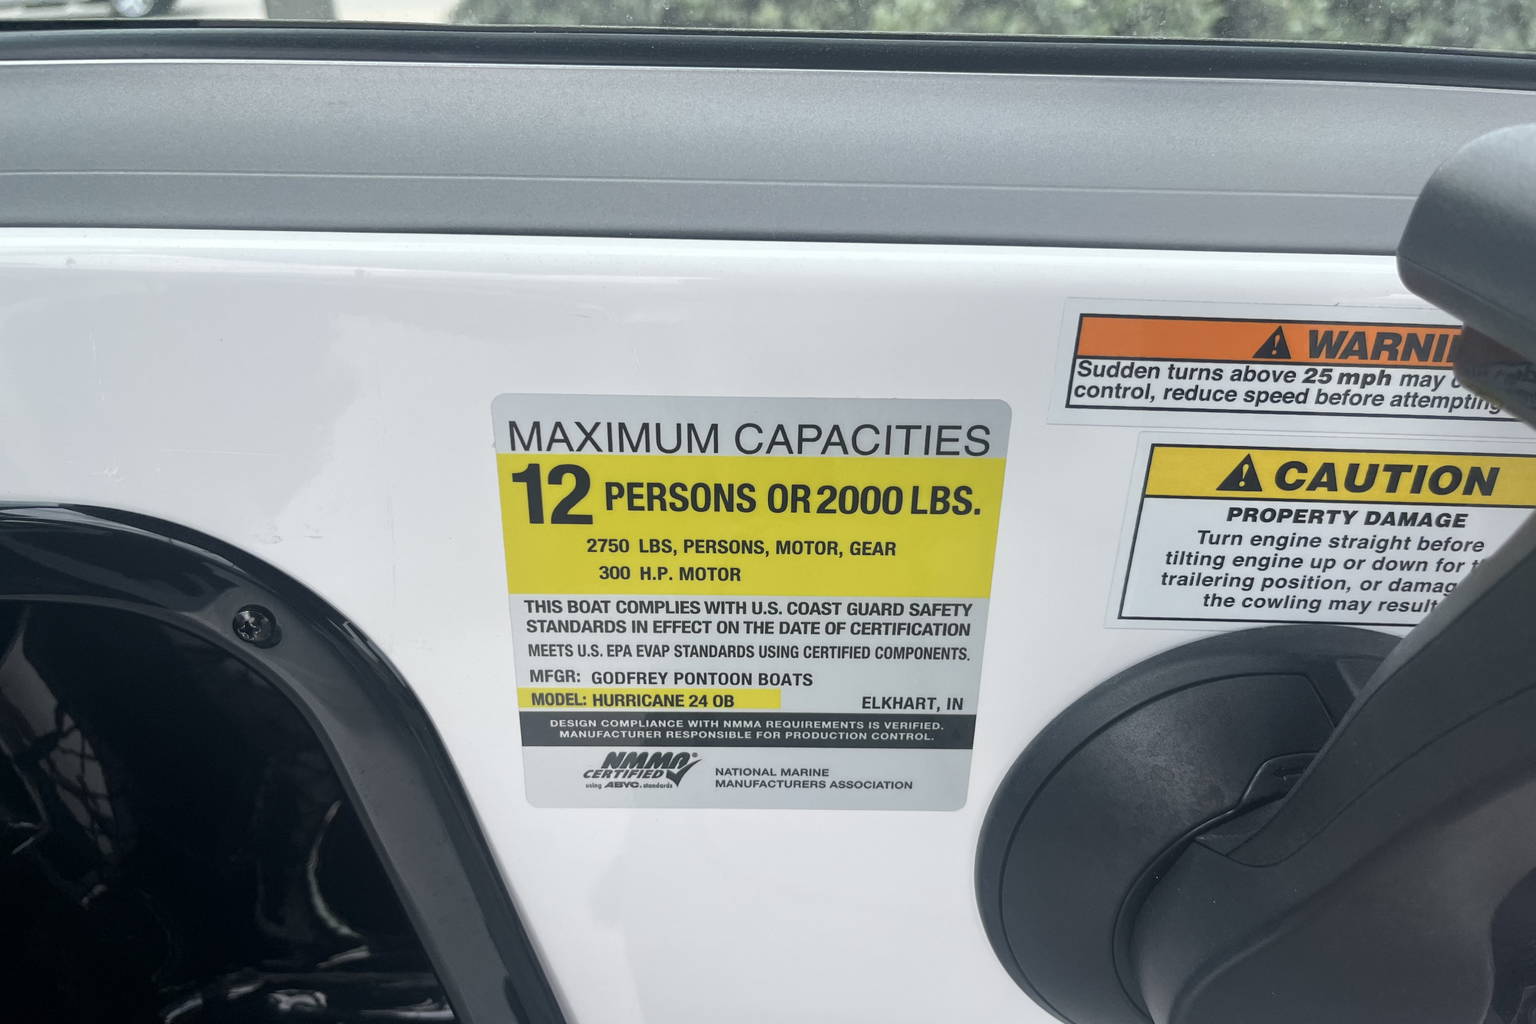 MAXIMUM CAPACITIES
12 PERSONS OR 2000 LBS.
2750 LBS, PERSONS, MOTOR, GEAR
300 H.P. MOTOR
THIS BOAT COMPLIES WITH U.S. COAST GUARD SAFETY
STANDARDS IN EFFECT ON THE DATE OF CERTIFICATION
MEETS U.S. EPA EVAP STANDARDS USING CERTIFIED COMPONENTS.
MFGR: GODFREY PONTOON BOATS
MODEL: HURRICANE 24 OB ELKHART, IN
DESIGN COMPLIANCE WITH NMMA REQUIREMENTS IS VERIFIED.
MANUFACTURER RESPONSIBLE FOR PRODUCTION CONTROL.
NMMA®
CERTIFIED
using ABYC. standards
NATIONAL MARINE
MANUFACTURERS ASSOCIATION
Sudden turns above 25 mph may
control, reduce speed before attempting
CAUTION
PROPERTY DAMAGE
Turn engine straight before
tilting engine up or down for
trailering position, or
the cowling may result